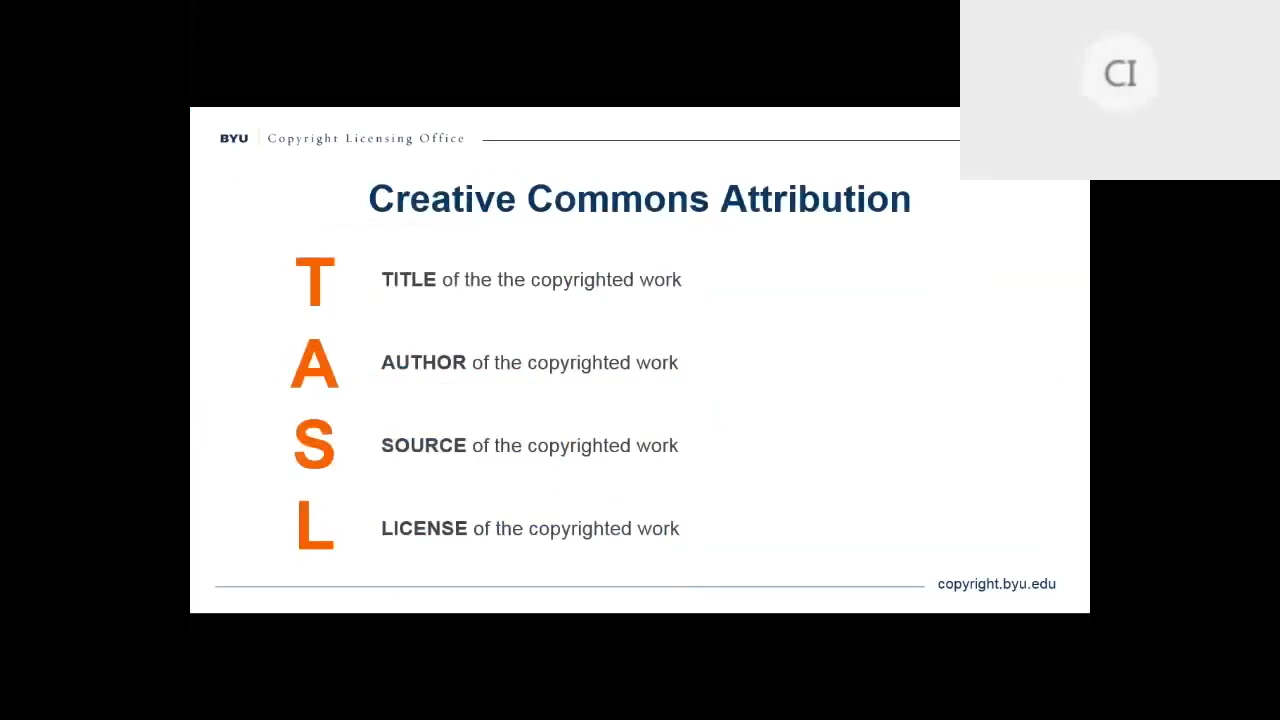 CI
BYU Copyright Licensing Office
Creative Commons Attribution
T TITLE of the the copyrighted work
A AUTHOR of the copyrighted work
S SOURCE of the copyrighted work
L LICENSE of the copyrighted work
copyright.byu.edu